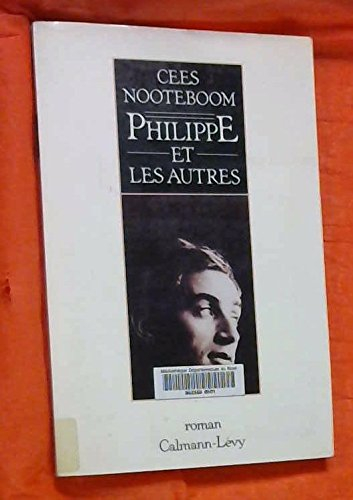 CEES
NOOTEBOOM
PHILIPPE
ET
LES AUTRES
roman
Calmann-Lévy